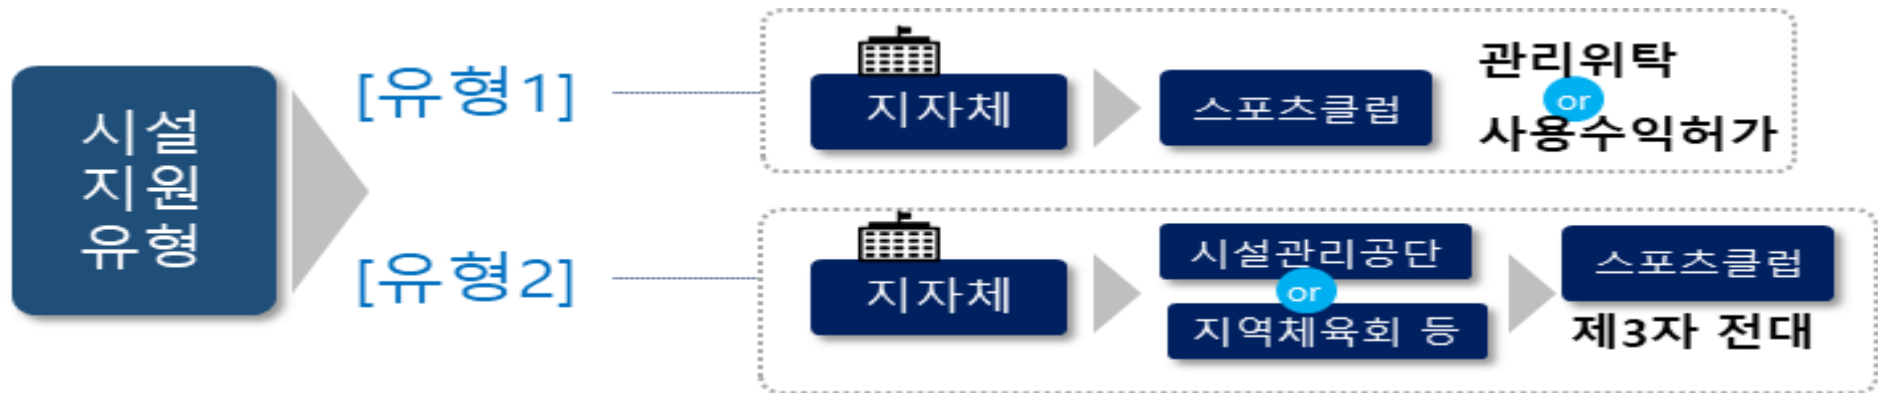 시설
지원
유형
[유형1]
지자체
스포츠클럽
관리위탁
or
사용수익허가
[유형2]
지자체
시설관리공단
or
지역체육회 등
스포츠클럽
제3자 전대